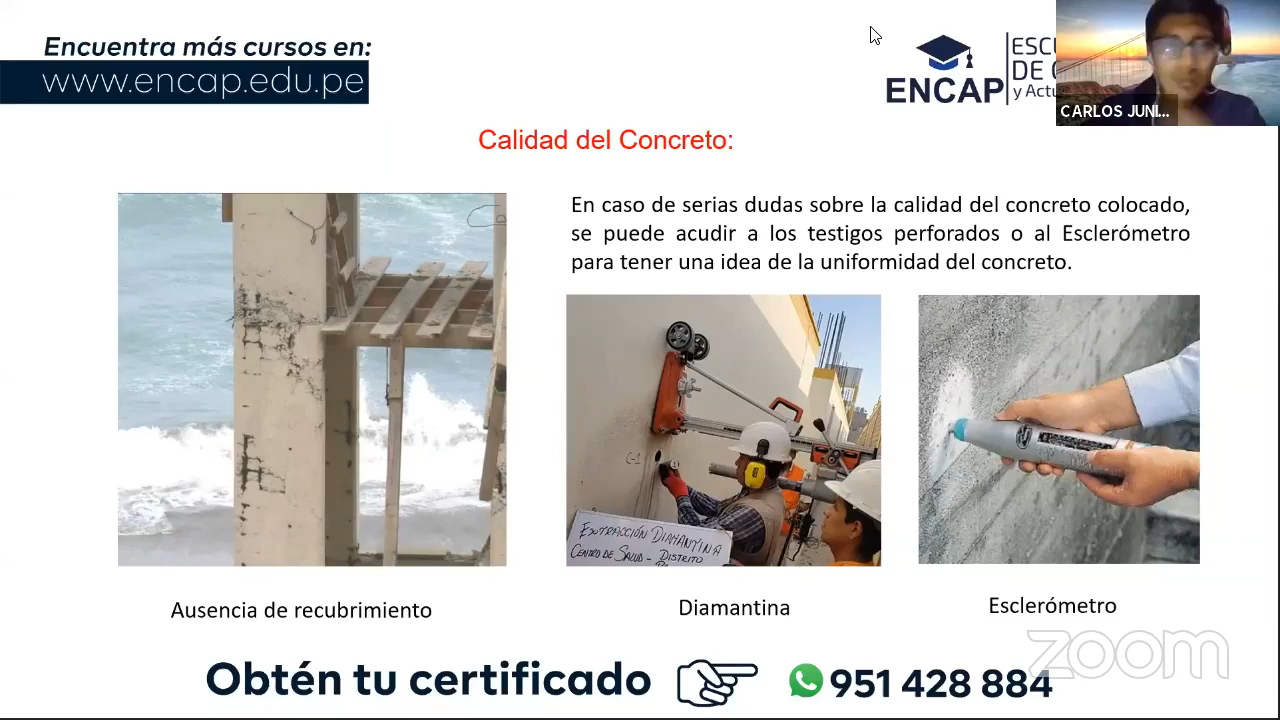 Encuentra más cursos en:
www.encap.edu.pe
ENCAP
DE
y Actu
CARLOS JUNI...
Calidad del Concreto:
En caso de serias dudas sobre la calidad del concreto colocado,
se puede acudir a los testigos perforados o al Esclerómetro
para tener una idea de la uniformidad del concreto.
C-1
EXTRACCIÓN DIAMANTINA
CENTRO DE SALUD - DISTRITO
Ausencia de recubrimiento
Diamantina
Esclerómetro
zoom
Obtén tu certificado
951 428 884